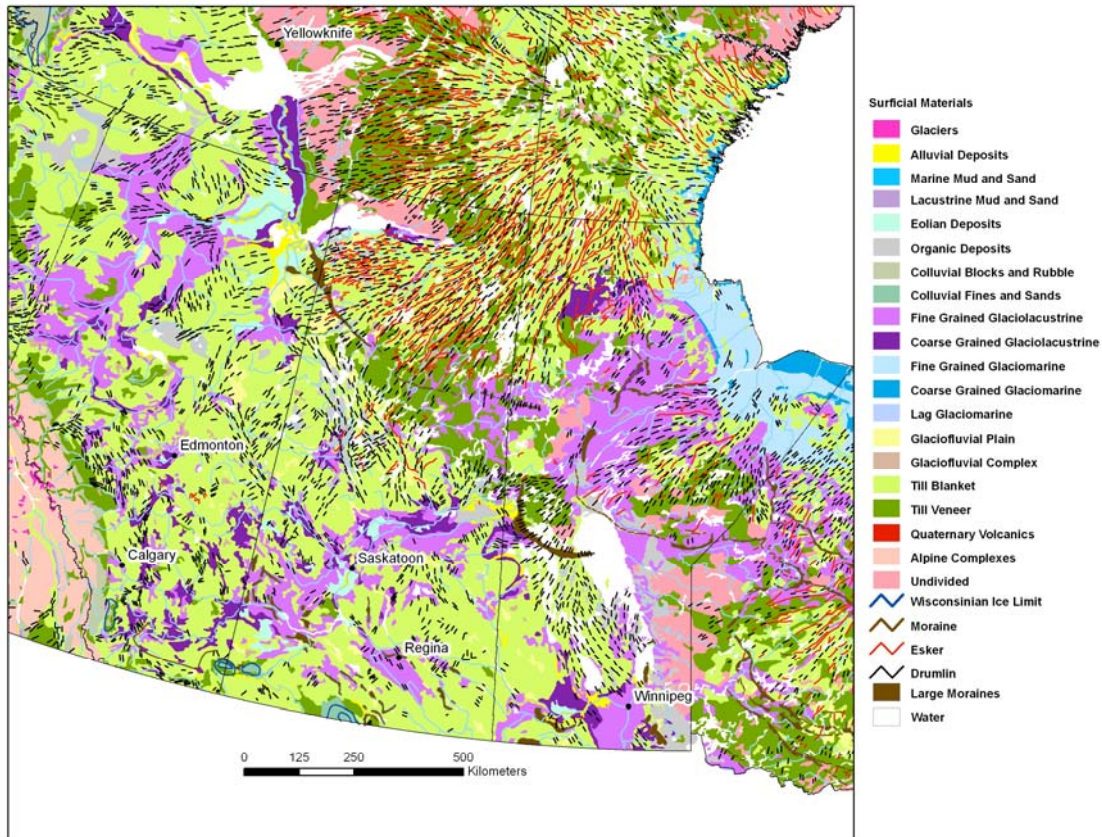 Yellowknife
Edmonton
Calgary
Saskatoon
Regina
Winnipeg
0 125 250 500
Kilometers
Surficial Materials
Glaciers
Alluvial Deposits
Marine Mud and Sand
Lacustrine Mud and Sand
Eolian Deposits
Organic Deposits
Colluvial Blocks and Rubble
Colluvial Fines and Sands
Fine Grained Glaciolacustrine
Coarse Grained Glaciolacustrine
Fine Grained Glaciomarine
Coarse Grained Glaciomarine
Lag Glaciomarine
Glaciofluvial Plain
Glaciofluvial Complex
Till Blanket
Till Veneer
Quaternary Volcanics
Alpine Complexes
Undivided
Wisconsinian Ice Limit
Moraine
Esker
Drumlin
Large Moraines
Water